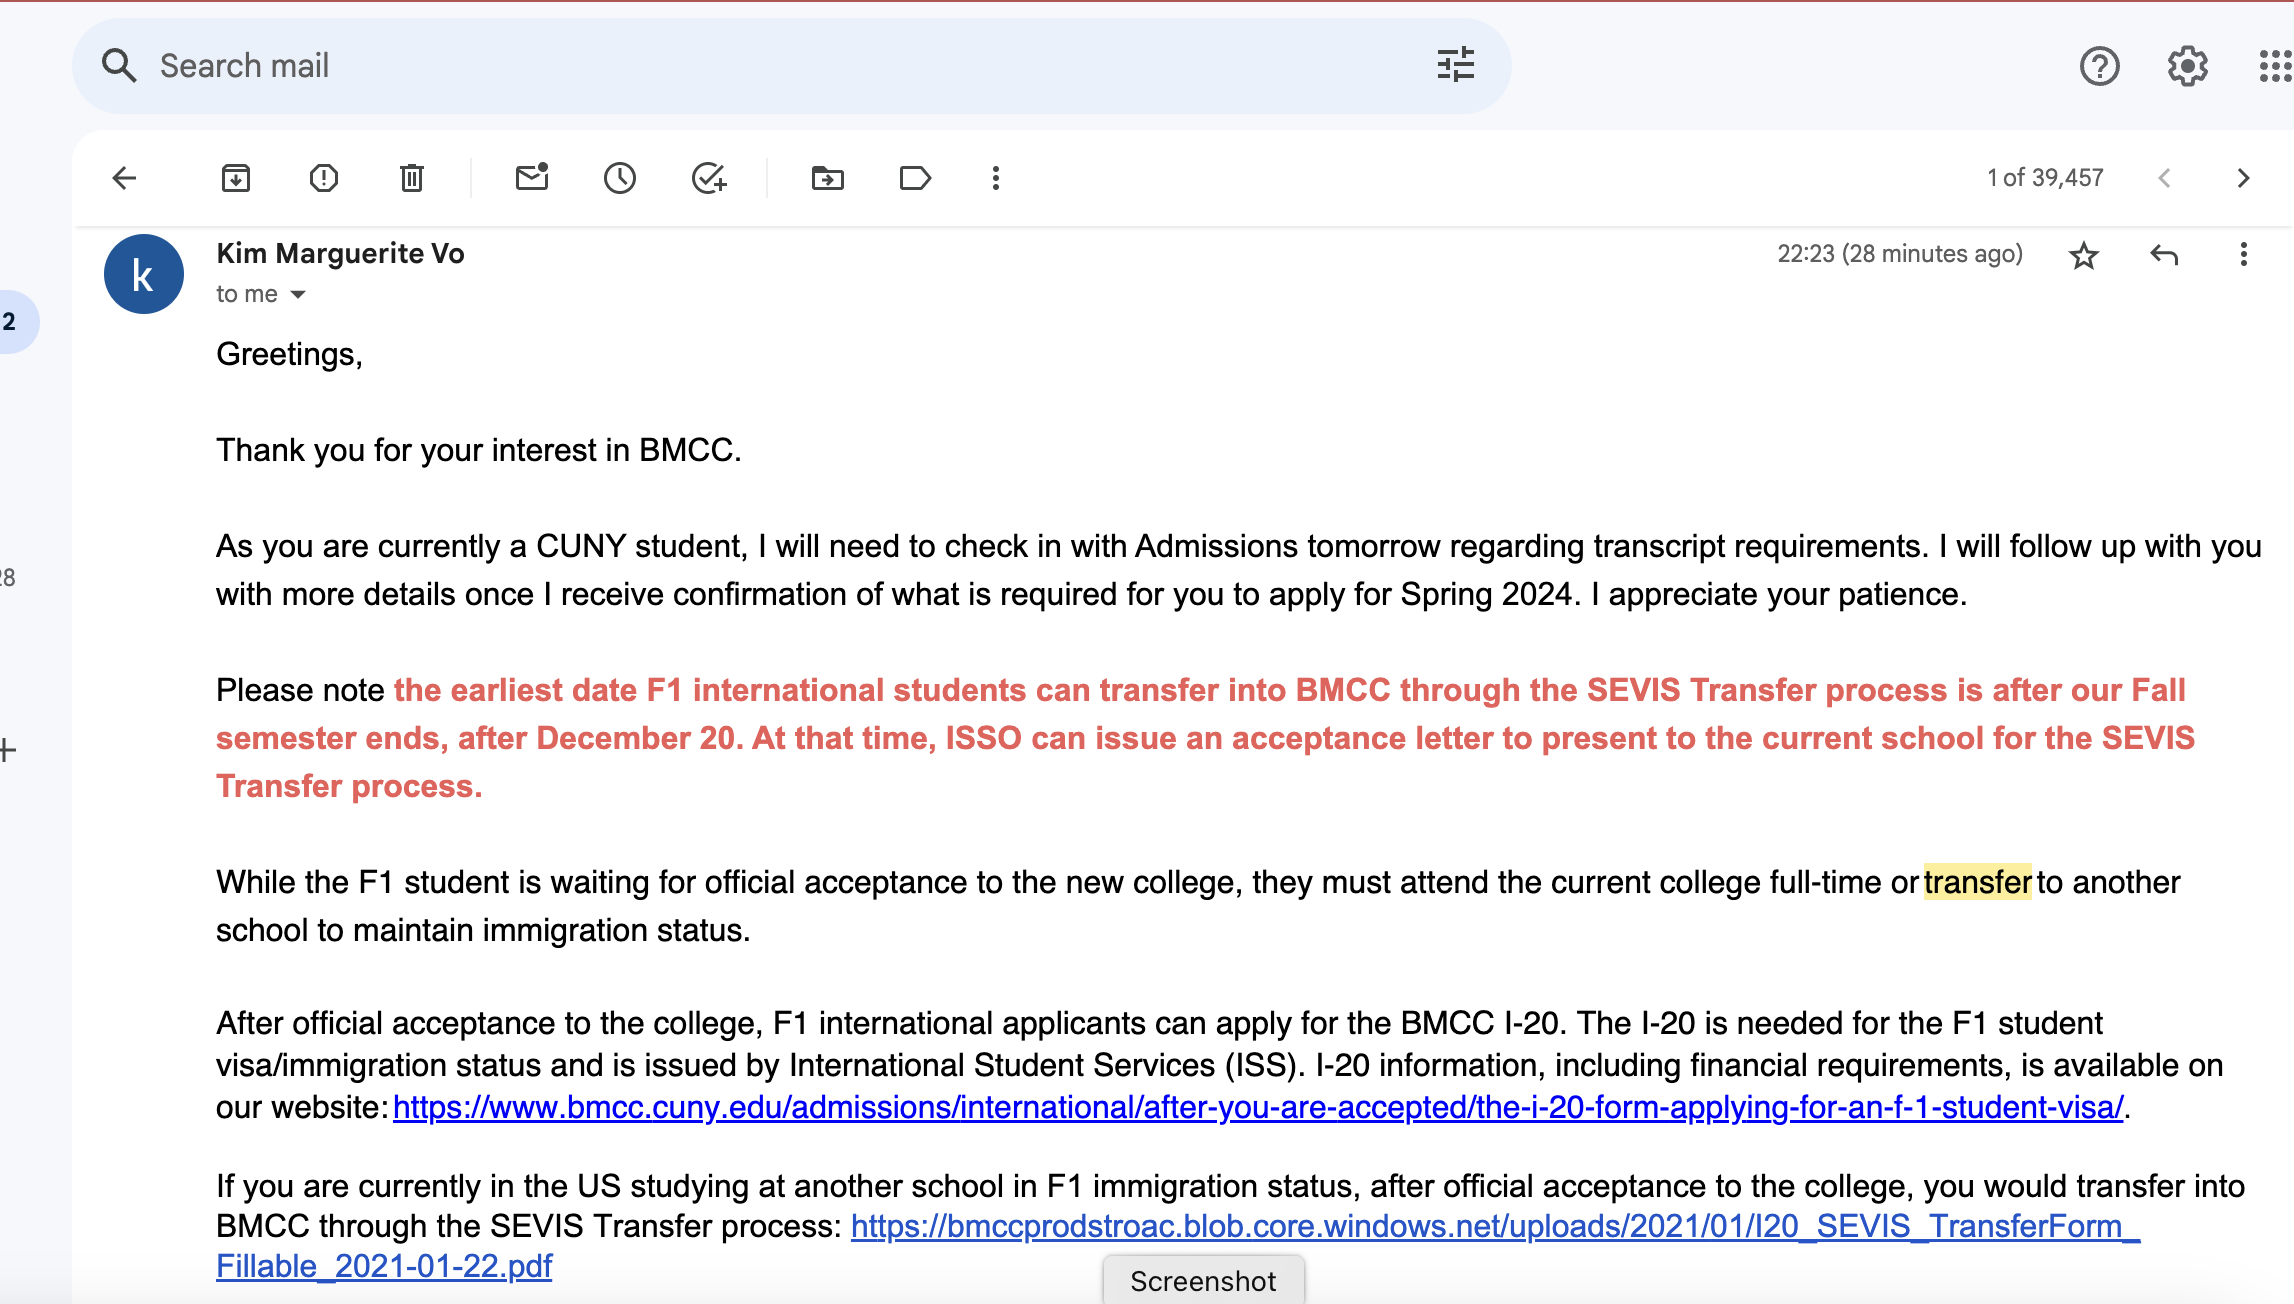 Search mail
1 of 39,457
Kim Marguerite Vo
22:23 (28 minutes ago)
k
to me
2
Greetings,
Thank you for your interest in BMCC.
As you are currently a CUNY student, I will need to check in with Admissions tomorrow regarding transcript requirements. I will follow up with you
28
with more details once I receive confirmation of what is required for you to apply for Spring 2024. I appreciate your patience.
Please note the earliest date F1 international students can transfer into BMCC through the SEVIS Transfer process is after our Fall
semester ends, after December 20. At that time, ISSO can issue an acceptance letter to present to the current school for the SEVIS
Transfer process.
While the F1 student is waiting for official acceptance to the new college, they must attend the current college full-time or transfer to another
school to maintain immigration status.
After official acceptance to the college, F1 international applicants can apply for the BMCC I-20. The I-20 is needed for the F1 student
visa/immigration status and is issued by International Student Services (ISS). I-20 information, including financial requirements, is available on
our website: https://www.bmcc.cuny.edu/admissions/international/after-you-are-accepted/the-i-20-form-applying-for-an-f-1-student-visa/.
If you are currently in the US studying at another school in F1 immigration status, after official acceptance to the college, you would transfer into
BMCC through the SEVIS Transfer process: https://bmccprodstroac.blob.core.windows.net/uploads/2021/01/I20_SEVIS_TransferForm_
Fillable_2021-01-22.pdf
Screenshot